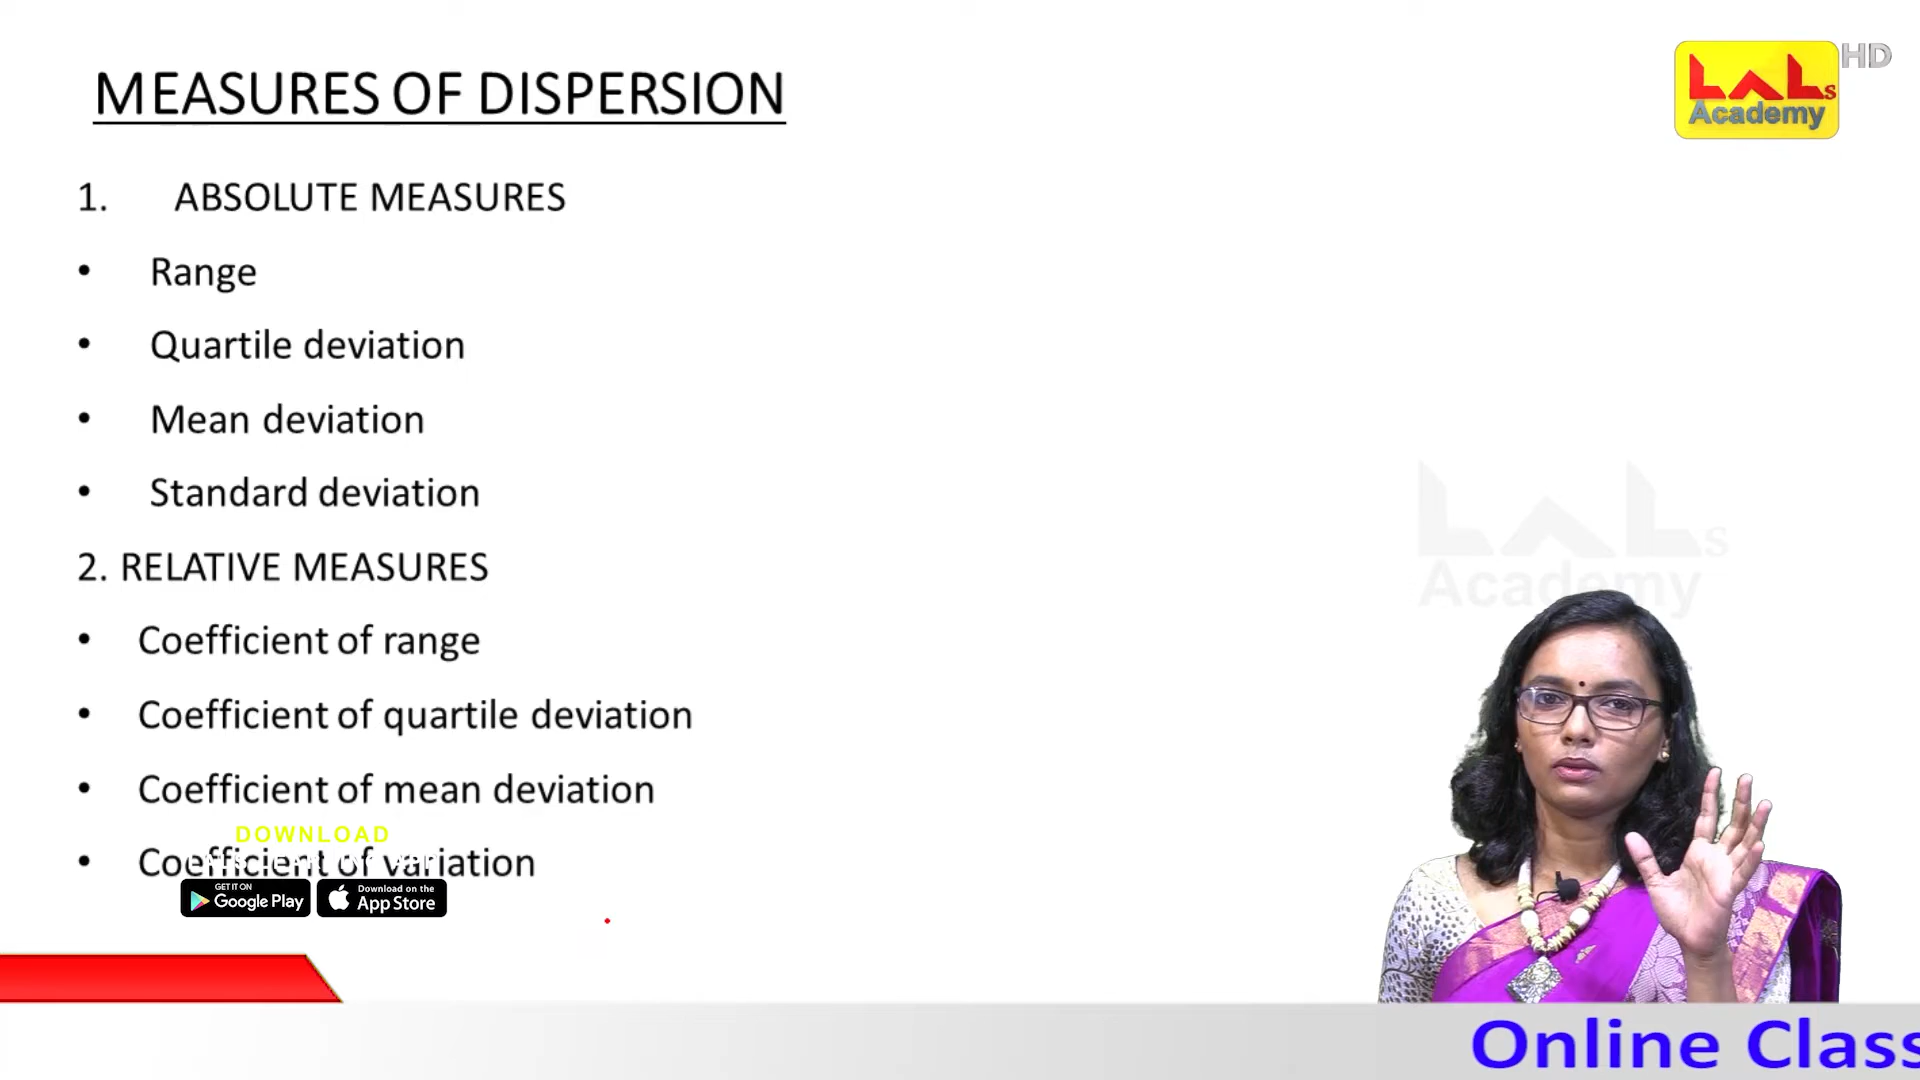 MEASURES OF DISPERSION
LALs
Academy
HD
1. ABSOLUTE MEASURES
• Range
• Quartile deviation
• Mean deviation
• Standard deviation
2. RELATIVE MEASURES
• Coefficient of range
• Coefficient of quartile deviation
• Coefficient of mean deviation
• Coefficient of variation
LALs
Academy
DOWNLOAD
GET IT ON
Google Play
Download on the
App Store
Online Class